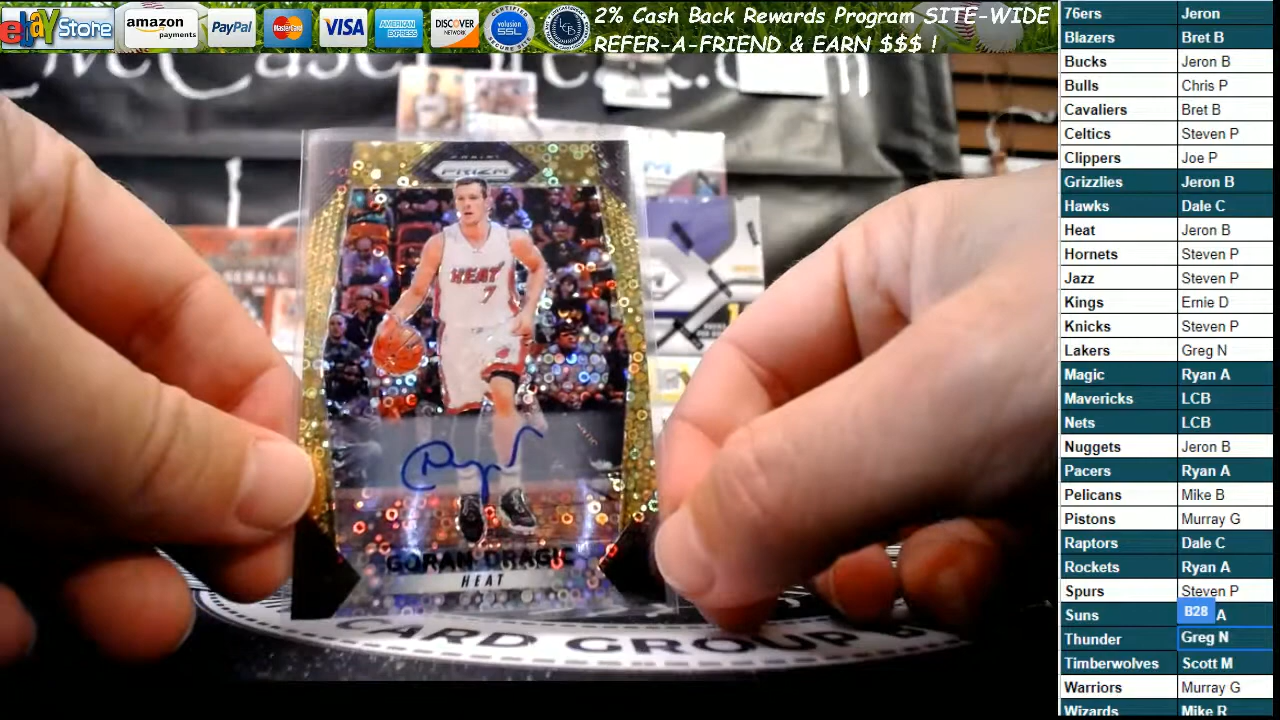 ebay Store
amazon
payments
PayPal
MasterCard
VISA
AMERICAN
EXPRESS
DISCOVER
NETWORK
volusion
SSL
LCB
2% Cash Back Rewards Program SITE-WIDE
REFER-A-FRIEND & EARN $$$ !
PANINI
PRIZM
HEAT
7
GORAN DRAGIC
HEAT
CARD GROUP B
76ers Jeron
Blazers Bret B
Bucks Jeron B
Bulls Chris P
Cavaliers Bret B
Celtics Steven P
Clippers Joe P
Grizzlies Jeron B
Hawks Dale C
Heat Jeron B
Hornets Steven P
Jazz Steven P
Kings Ernie D
Knicks Steven P
Lakers Greg N
Magic Ryan A
Mavericks LCB
Nets LCB
Nuggets Jeron B
Pacers Ryan A
Pelicans Mike B
Pistons Murray G
Raptors Dale C
Rockets Ryan A
Spurs Steven P
Suns B28 A
Thunder Greg N
Timberwolves Scott M
Warriors Murray G
Wizards Mike R